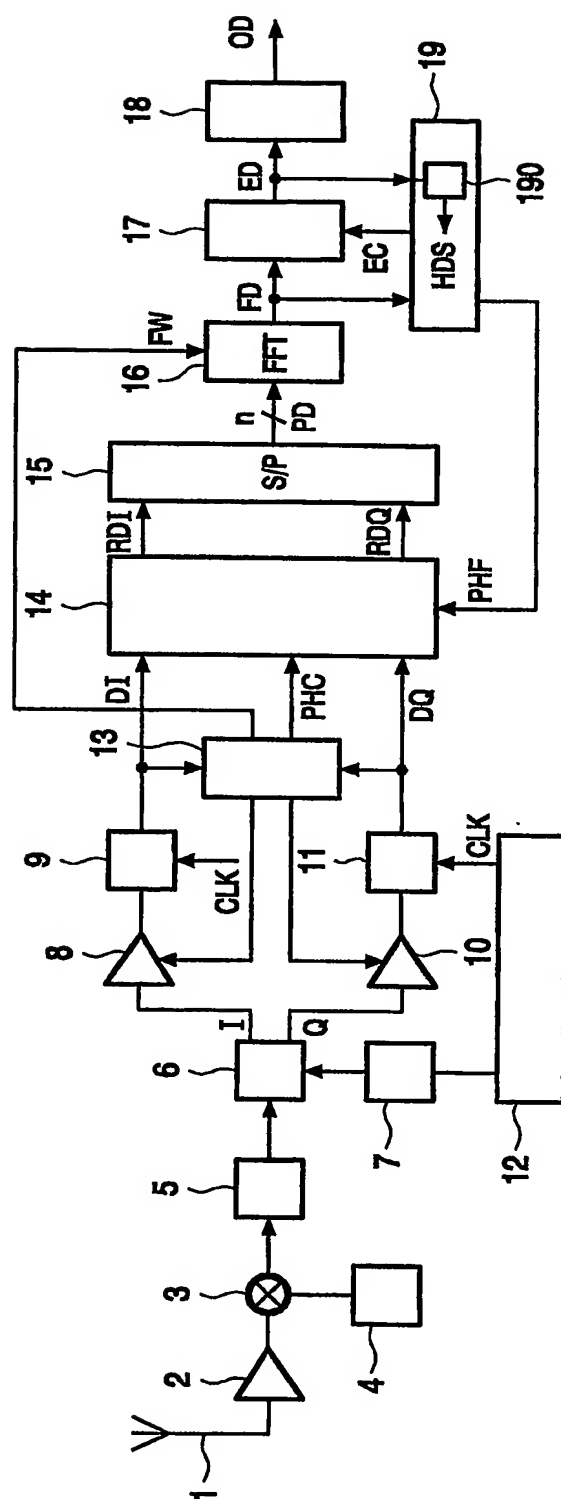 1
2
3
4
5
6
7
I
Q
8
9
CLK
10
11
CLK
12
13
DI
PHC
DQ
14
RDI
RDQ
PHF
15
S/P
n
PD
16
FFT
FW
FD
17
EC
ED
18
OD
19
HDS
190